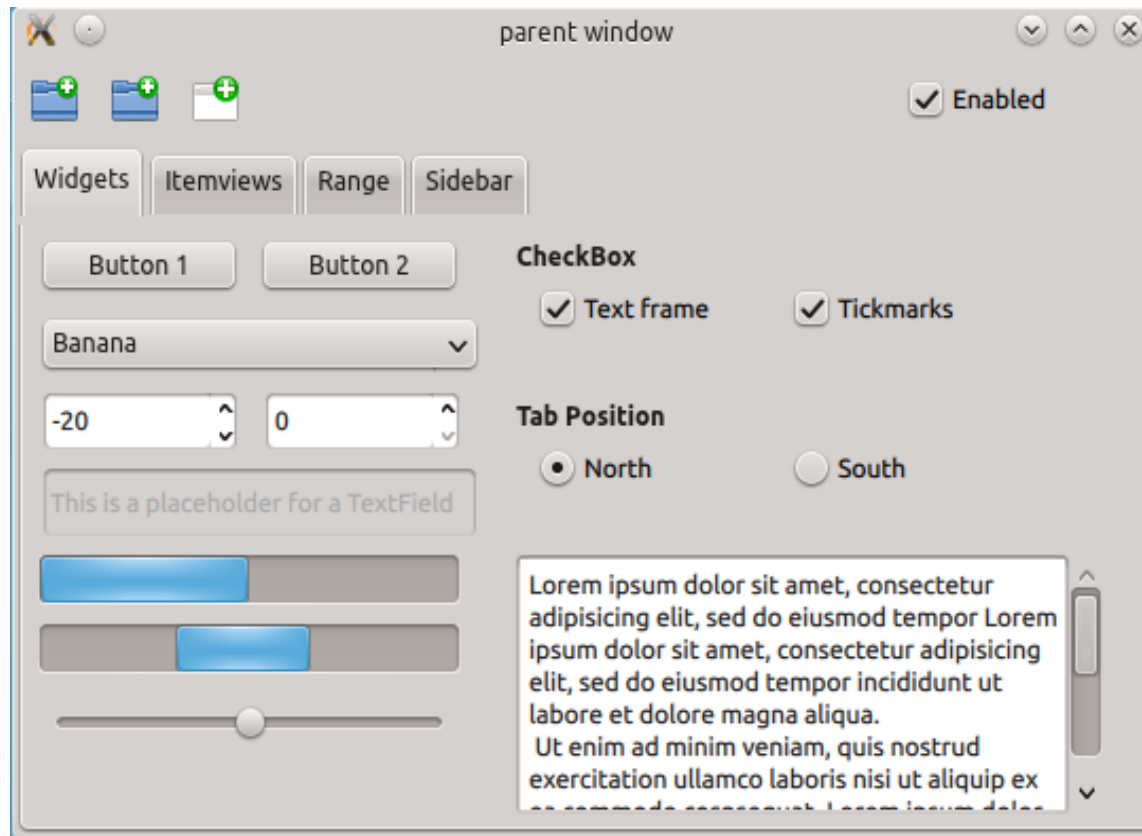 parent window
Enabled
Widgets Itemviews Range Sidebar
Button 1 Button 2
Banana
-20 0
This is a placeholder for a TextField
CheckBox
Text frame Tickmarks
Tab Position
North South
Lorem ipsum dolor sit amet, consectetur
adipisicing elit, sed do eiusmod tempor Lorem
ipsum dolor sit amet, consectetur adipisicing
elit, sed do eiusmod tempor incididunt ut
labore et dolore magna aliqua.
Ut enim ad minim veniam, quis nostrud
exercitation ullamco laboris nisi ut aliquip ex